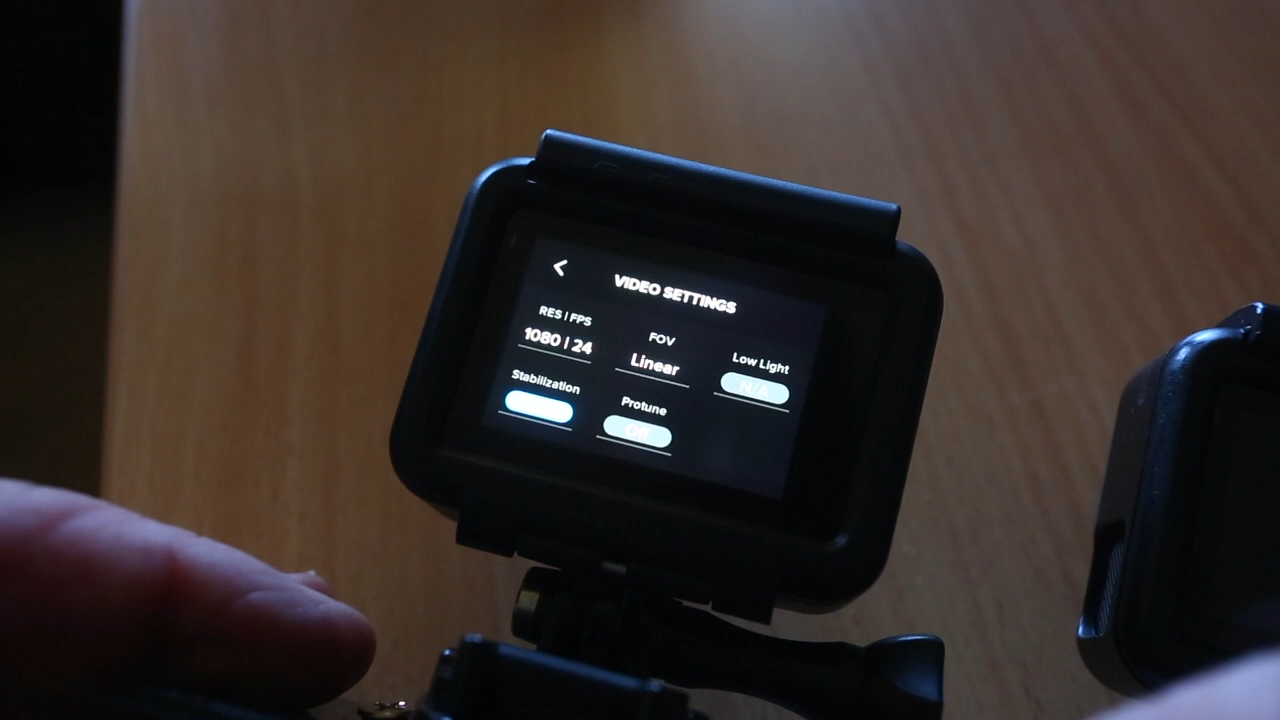 VIDEO SETTINGS
RES | FPS
1080 | 24
FOV
Linear
Low Light
N/A
Stabilization
Protune
Off